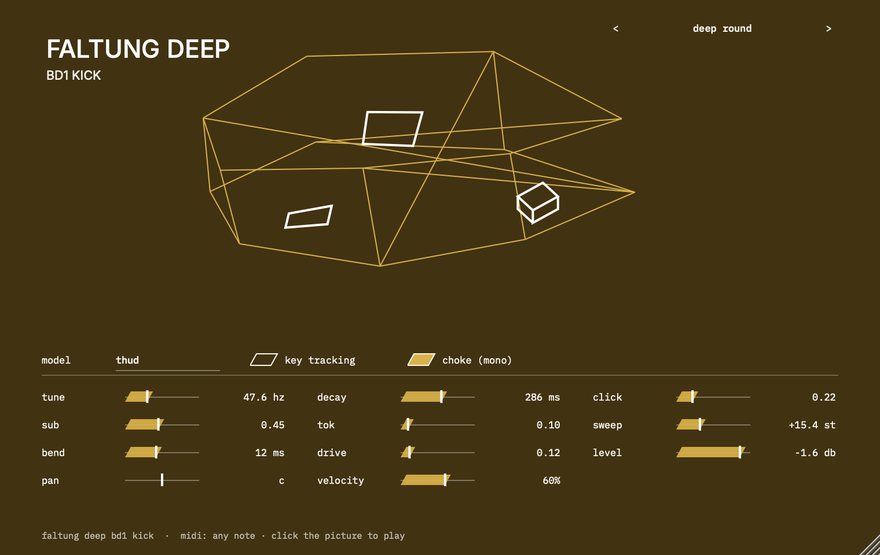 FALTUNG DEEP
BD1 KICK
< deep round >
model thud key tracking choke (mono)
tune 47.6 hz decay 286 ms click 0.22
sub 0.45 tok 0.10 sweep +15.4 st
bend 12 ms drive 0.12 level -1.6 db
pan c velocity 60%
faltung deep bd1 kick · midi: any note · click the picture to play